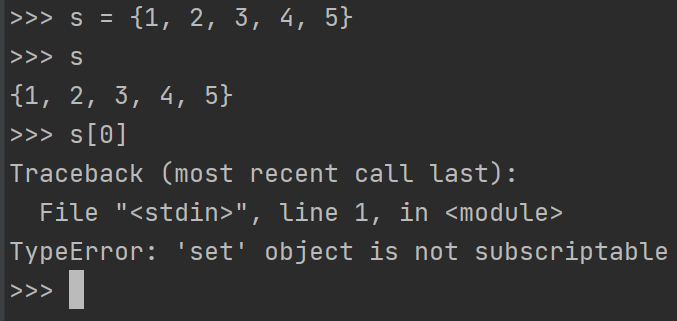 >>> s = {1, 2, 3, 4, 5}
>>> s
{1, 2, 3, 4, 5}
>>> s[0]
Traceback (most recent call last):
  File "<stdin>", line 1, in <module>
TypeError: 'set' object is not subscriptable
>>>